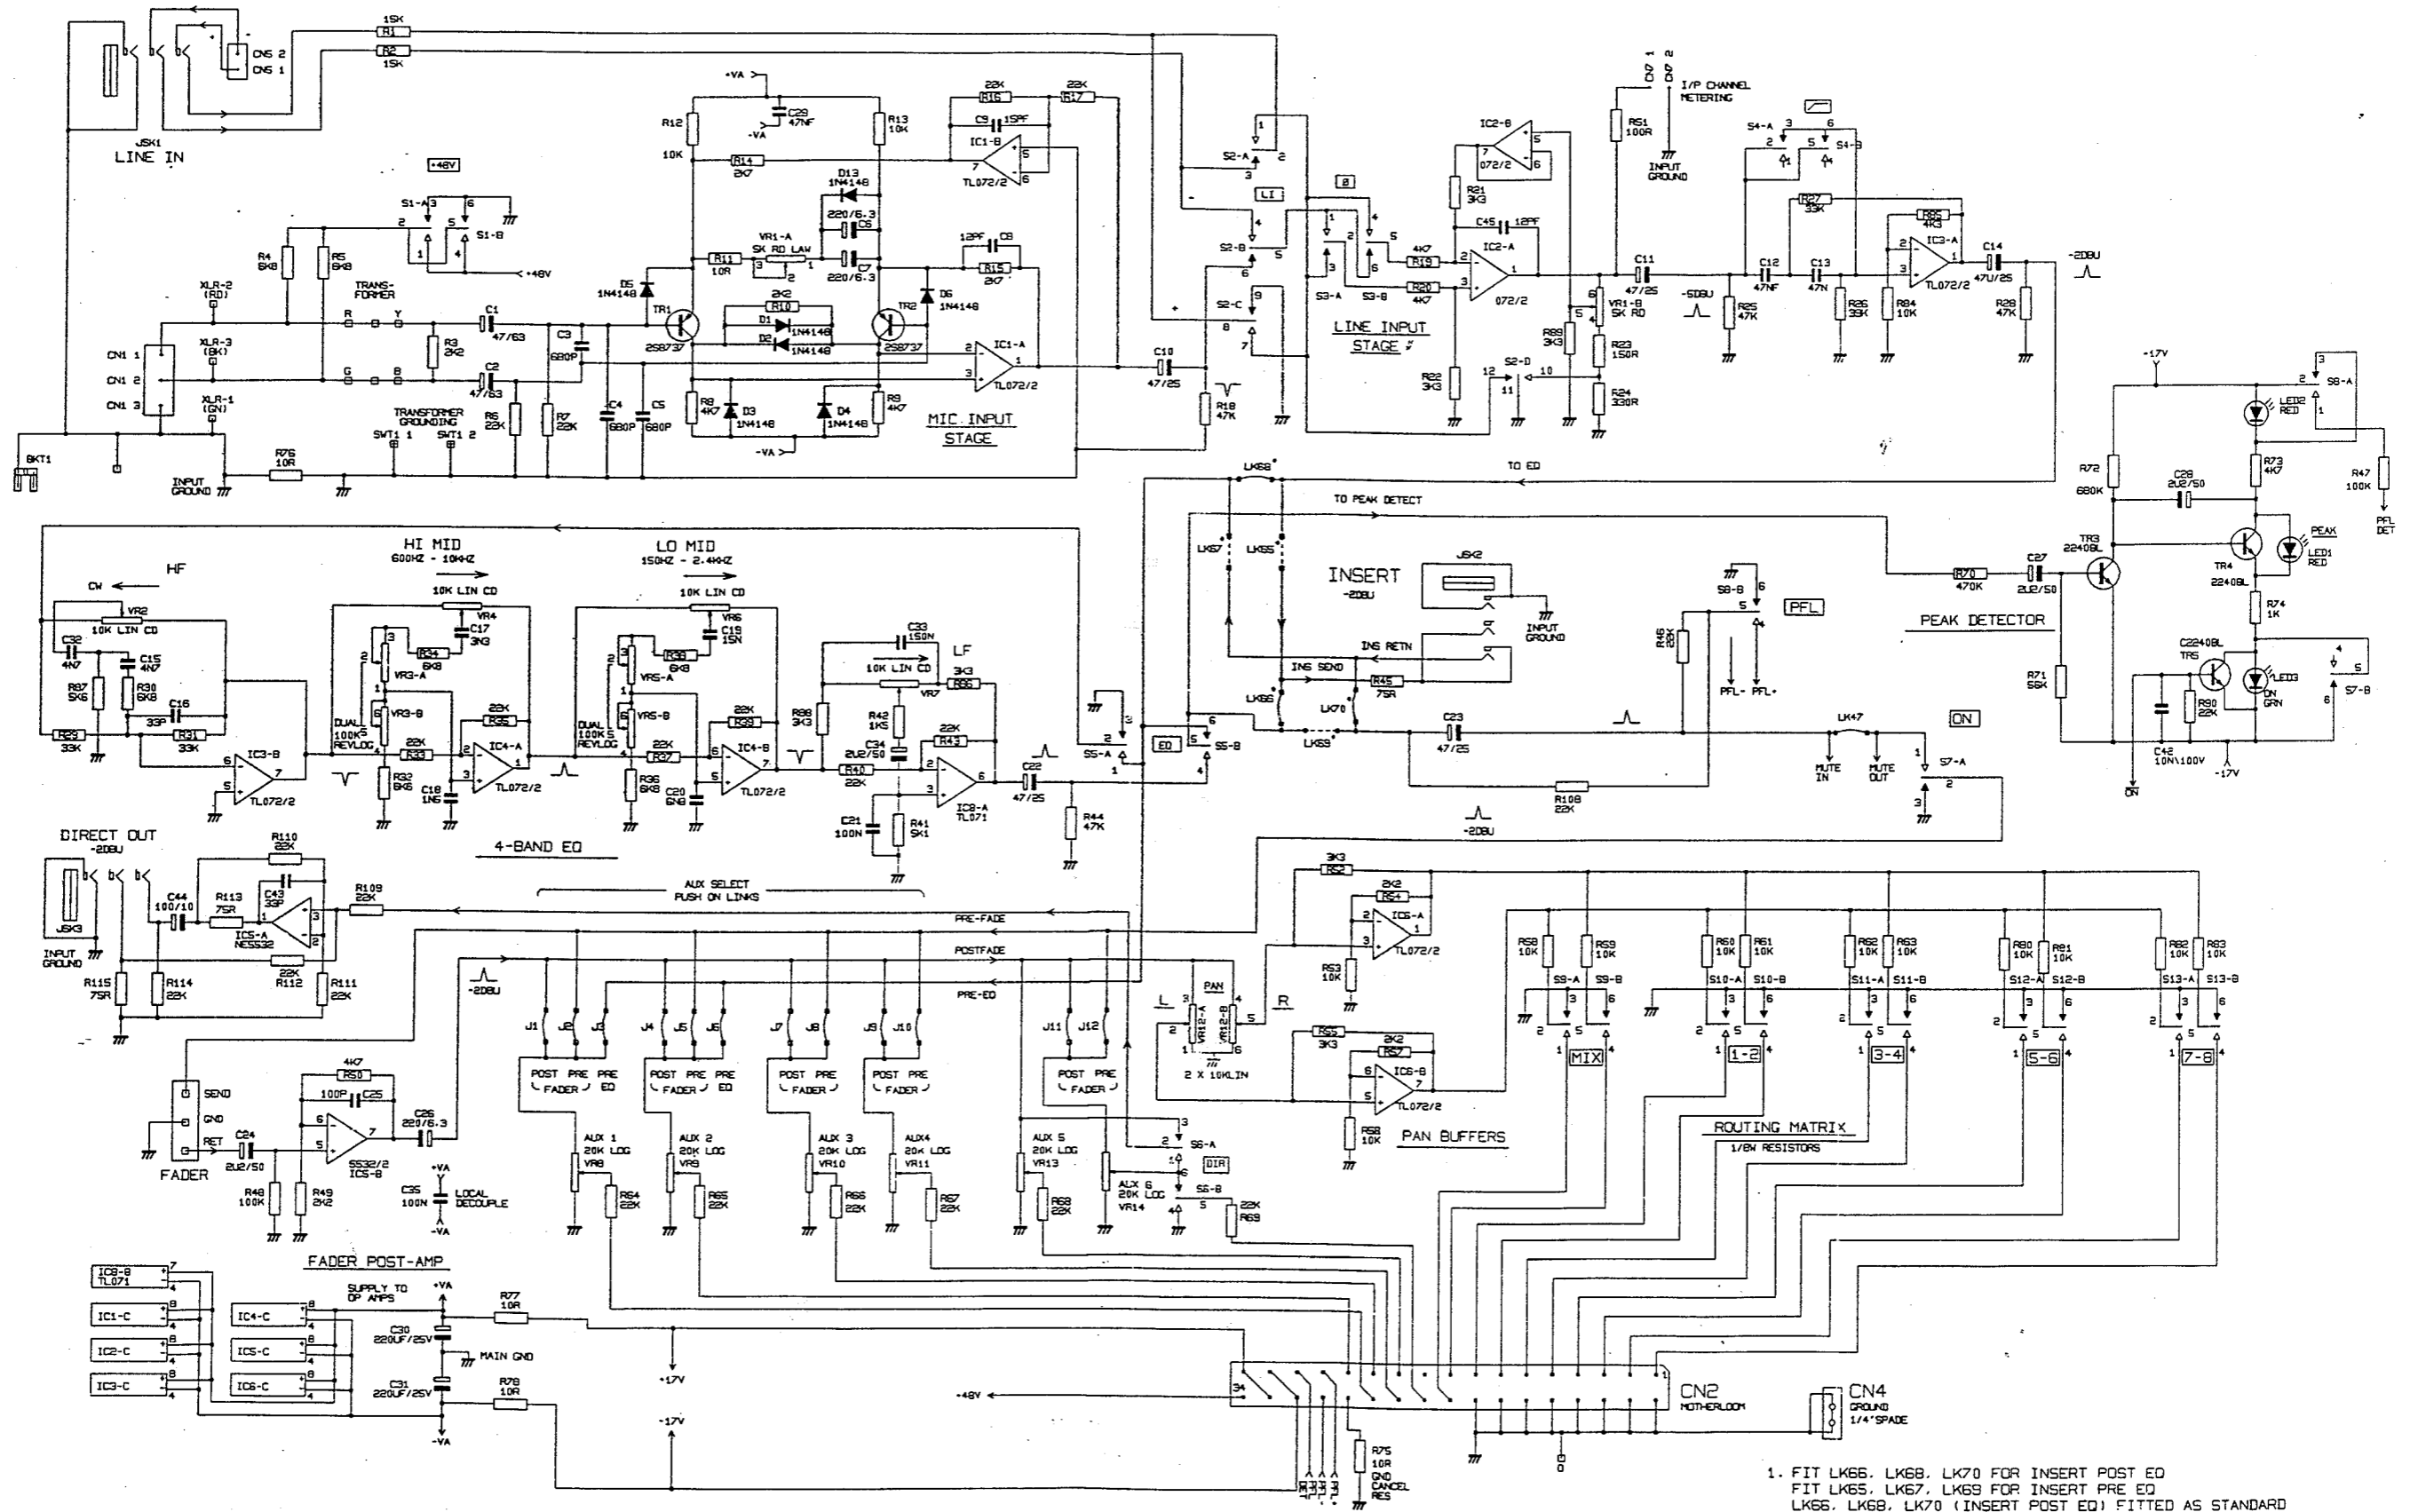 15K
R1
R2
15K
CNS 2
CNS 1
JSK1
LINE IN
+48V
S1-A
S1-B
R4
6K8
R5
6K8
+48V
XLR-2
(RD)
XLR-3
(BK)
XLR-1
(GN)
TRANS-
FORMER
R
Y
G
B
R3
2K2
C1
47/63
C2
47/63
CN1 1
CN1 2
CN1 3
TRANSFORMER
GROUNDING
SWT1 1
SWT1 2
R6
22K
R7
22K
BKT1
INPUT
GROUND
R76
10R
C3
680P
C4
680P
C5
680P
+VA
C29
47NF
-VA
R12
10K
R13
10K
R14
2K7
D13
1N4148
220/6.3
C6
C7
220/6.3
R11
10R
VR1-A
5K RD LAW
D5
1N4148
D6
1N4148
TR1
2SB737
TR2
2SB737
2K2
R10
D1
1N4148
D2
1N4148
R8
4K7
R9
4K7
D3
1N4148
D4
1N4148
-VA
22K
R16
22K
R17
C9
15PF
IC1-B
TL072/2
12PF
C8
R15
2K7
IC1-A
TL072/2
MIC INPUT
STAGE
C10
47/25
R18
47K
S2-A
LI
S2-B
S2-C
Ø
S3-A
S3-B
4K7
R19
R20
4K7
IC2-B
072/2
R21
3K3
C45
12PF
IC2-A
072/2
R22
3K3
LINE INPUT
STAGE
S2-D
R89
3K3
VR1-B
5K RD
R23
150R
R24
330R
R51
100R
CN7 1
CN7 2
I/P CHANNEL
METERING
INPUT
GROUND
C11
47/25
-5DBU
R25
47K
S4-A
S4-B
C12
47NF
C13
47N
R27
33K
R26
39K
R84
10K
R85
4K3
IC3-A
TL072/2
C14
47U/25
R28
47K
-2DBU
TO EQ
TO PEAK DETECT
-17V
S8-A
LED2
RED
R72
680K
C28
2U2/50
R73
4K7
R47
100K
PFL
DET
TR3
2240BL
TR4
2240BL
PEAK
LED1
RED
C27
2U2/50
R70
470K
R71
56K
R74
1K
C2240BL
TR5
LED3
ON
GRN
R90
22K
C42
10N\100V
ON
-17V
S7-B
PEAK DETECTOR
LK68*
LK67*
LK65*
LK66*
LK70*
LK69*
INSERT
-2DBU
JSK2
INPUT
GROUND
INS RETN
INS SEND
R45
75R
S8-B
PFL
R46
22K
PFL-
PFL+
C23
47/25
R108
22K
LK47
MUTE
IN
MUTE
OUT
ON
S7-A
-2DBU
HF
CW
VR2
10K LIN CD
C32
4N7
C15
4N7
R87
5K6
R30
6K8
C16
33P
R29
33K
R31
33K
IC3-B
TL072/2
HI MID
600HZ - 10KHZ
10K LIN CD
VR4
C17
3N3
R34
6K8
VR3-A
VR3-B
DUAL
100K
REVLOG
R32
6K6
C18
1N5
22K
R33
22K
R35
IC4-A
TL072/2
LO MID
150HZ - 2.4KHZ
10K LIN CD
VR6
C19
15N
R38
6K8
VR5-A
VR5-B
DUAL
100K
REVLOG
R36
6K8
C20
6N8
22K
R37
22K
R39
IC4-B
TL072/2
C33
150N
LF
10K LIN CD
VR7
3K3
R86
R88
3K3
R42
1K5
C34
2U2/50
R40
22K
22K
R43
IC8-A
TL071
C21
100N
R41
5K1
C22
47/25
R44
47K
S5-A
EQ
S5-B
4-BAND EQ
DIRECT OUT
-2DBU
JSK3
INPUT
GROUND
R110
22K
C44
100/10
R113
75R
C43
33P
IC5-A
NE5532
R109
22K
22K
R112
R111
22K
R114
22K
R115
75R
AUX SELECT
PUSH ON LINKS
PRE-FADE
POSTFADE
PRE-EQ
-2DBU
J1
J2
J3
J4
J5
J6
J7
J8
J9
J10
J11
J12
POST PRE PRE
FADER EQ
POST PRE PRE
FADER EQ
POST PRE
FADER
POST PRE
FADER
POST PRE
FADER
SEND
GND
RET
FADER
C24
2U2/50
R48
100K
R49
2K2
4K7
R50
100P
C25
5532/2
IC5-B
C26
220/6.3
+VA
C35
100N
LOCAL
DECOUPLE
-VA
FADER POST-AMP
AUX 1
20K LOG
VR8
R64
22K
AUX 2
20K LOG
VR9
R65
22K
AUX 3
20K LOG
VR10
R66
22K
AUX4
20K LOG
VR11
R67
22K
AUX 5
20K LOG
VR13
R68
22K
AUX 6
20K LOG
VR14
S6-A
DIR
S6-B
22K
R69
L
PAN
R
VR12-A
VR12-B
2 X 10KLIN
3K3
R52
2K2
R54
IC6-A
TL072/2
R53
10K
R55
3K3
2K2
R57
IC6-B
TL072/2
R56
10K
PAN BUFFERS
R58
10K
R59
10K
R60
10K
R61
10K
R62
10K
R63
10K
R80
10K
R81
10K
R82
10K
R83
10K
S9-A
S9-B
S10-A
S10-B
S11-A
S11-B
S12-A
S12-B
S13-A
S13-B
MIX
1-2
3-4
5-6
7-8
ROUTING MATRIX
1/8W RESISTORS
IC8-B
TL071
IC1-C
IC2-C
IC3-C
IC4-C
IC5-C
IC6-C
SUPPLY TO
OP AMPS
+VA
C30
220UF/25V
MAIN GND
C31
220UF/25V
-VA
R77
10R
R78
10R
+17V
-17V
+48V
34
1
CN2
MOTHERLOOM
CN4
GROUND
1/4"SPADE
R75
10R
GND
CANCEL
RES
1. FIT LK66, LK68, LK70 FOR INSERT POST EQ
FIT LK65, LK67, LK69 FOR INSERT PRE EQ
LK66, LK68, LK70 (INSERT POST EQ) FITTED AS STANDARD